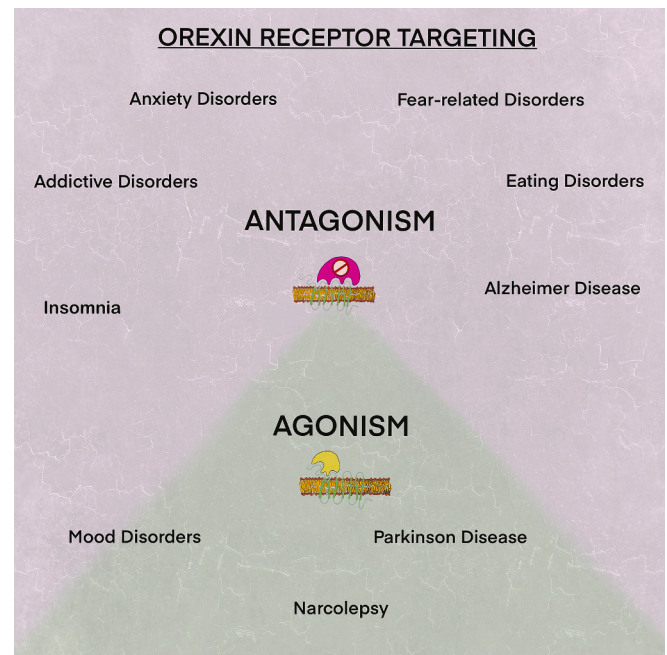 OREXIN RECEPTOR TARGETING
Anxiety Disorders
Fear-related Disorders
Addictive Disorders
Eating Disorders
ANTAGONISM
Alzheimer Disease
Insomnia
AGONISM
Mood Disorders
Parkinson Disease
Narcolepsy